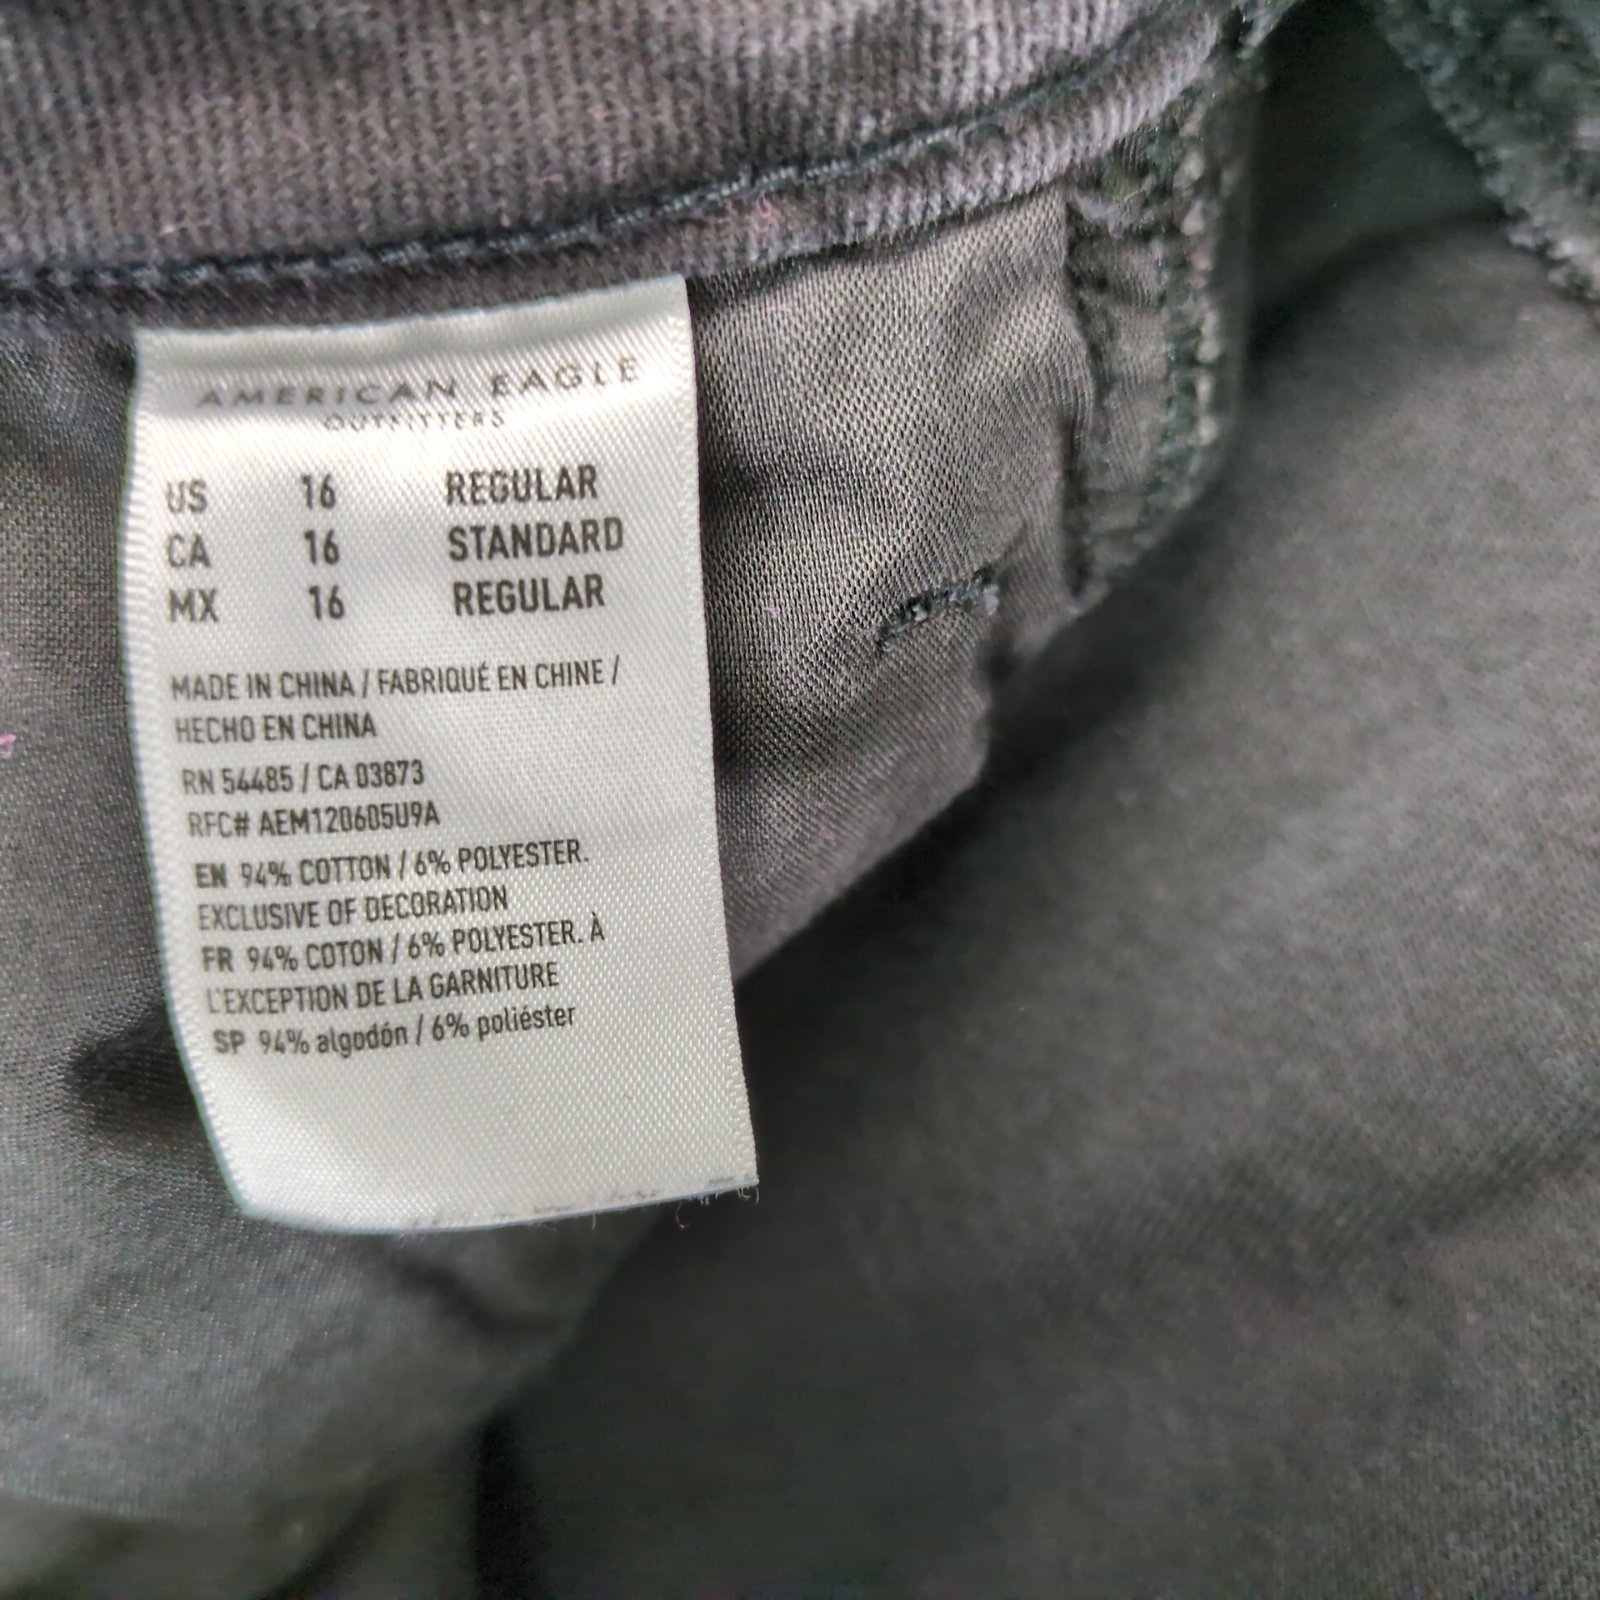 AMERICAN EAGLE
OUTFITTERS
US 16 REGULAR
CA 16 STANDARD
MX 16 REGULAR
MADE IN CHINA / FABRIQUÉ EN CHINE /
HECHO EN CHINA
RN 54485 / CA 03873
RFC# AEM120605U9A
EN 94% COTTON / 6% POLYESTER.
EXCLUSIVE OF DECORATION
FR 94% COTON / 6% POLYESTER. À
L'EXCEPTION DE LA GARNITURE
SP 94% algodón / 6% poliéster